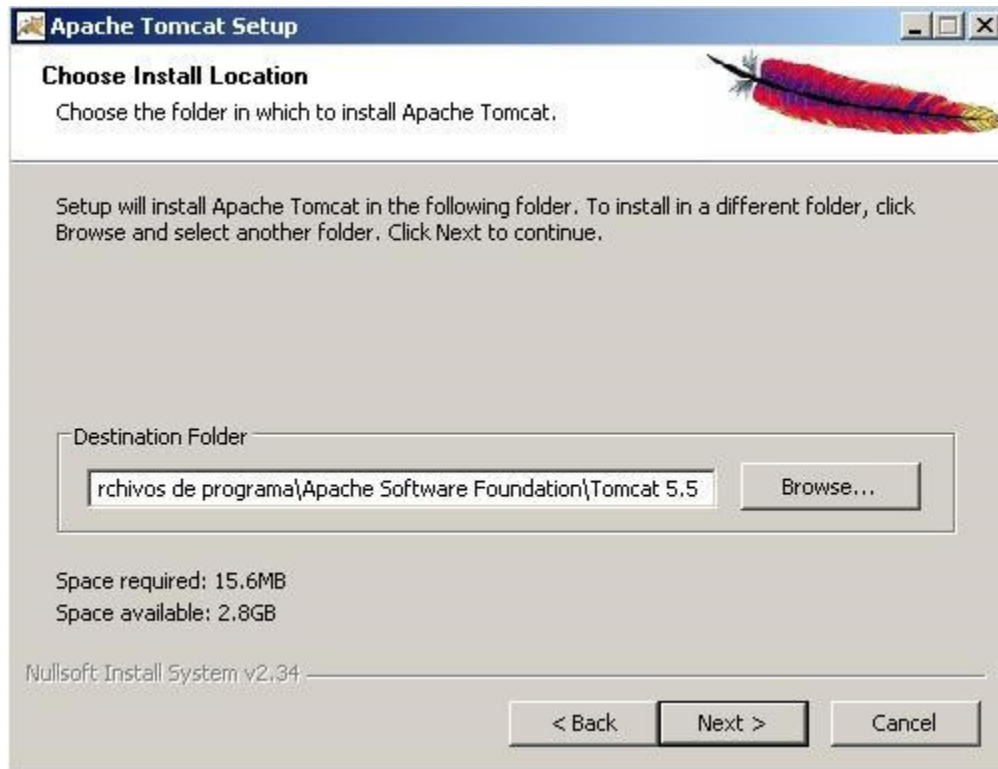 Apache Tomcat Setup
Choose Install Location
Choose the folder in which to install Apache Tomcat.
Setup will install Apache Tomcat in the following folder. To install in a different folder, click
Browse and select another folder. Click Next to continue.
Destination Folder
rchivos de programa\Apache Software Foundation\Tomcat 5.5
Browse...
Space required: 15.6MB
Space available: 2.8GB
Nullsoft Install System v2.34
< Back
Next >
Cancel